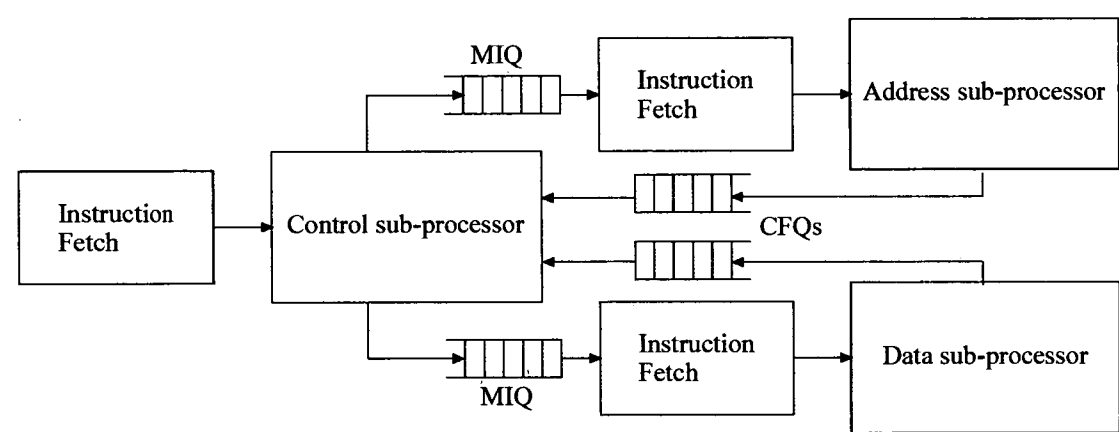 MIQ
Instruction
Fetch
Address sub-processor
Instruction
Fetch
Control sub-processor
CFQs
Instruction
Fetch
Data sub-processor
MIQ